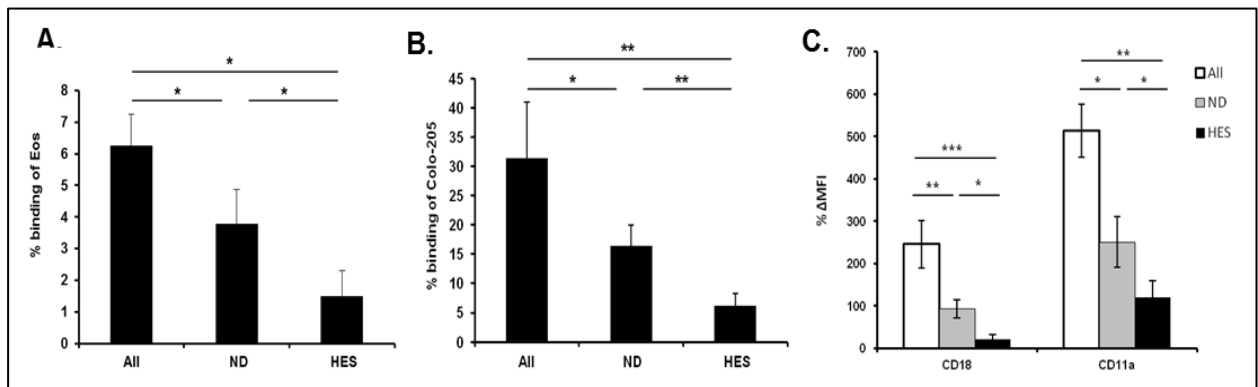 A.
% binding of Eos
8
7
6
5
4
3
2
1
0
*
* *
All ND HES
B.
% binding of Colo-205
45
40
35
30
25
20
15
10
5
0
**
* **
All ND HES
C.
% ΔMFI
700
600
500
400
300
200
100
0
***
** *
**
* *
CD18 CD11a
All
ND
HES